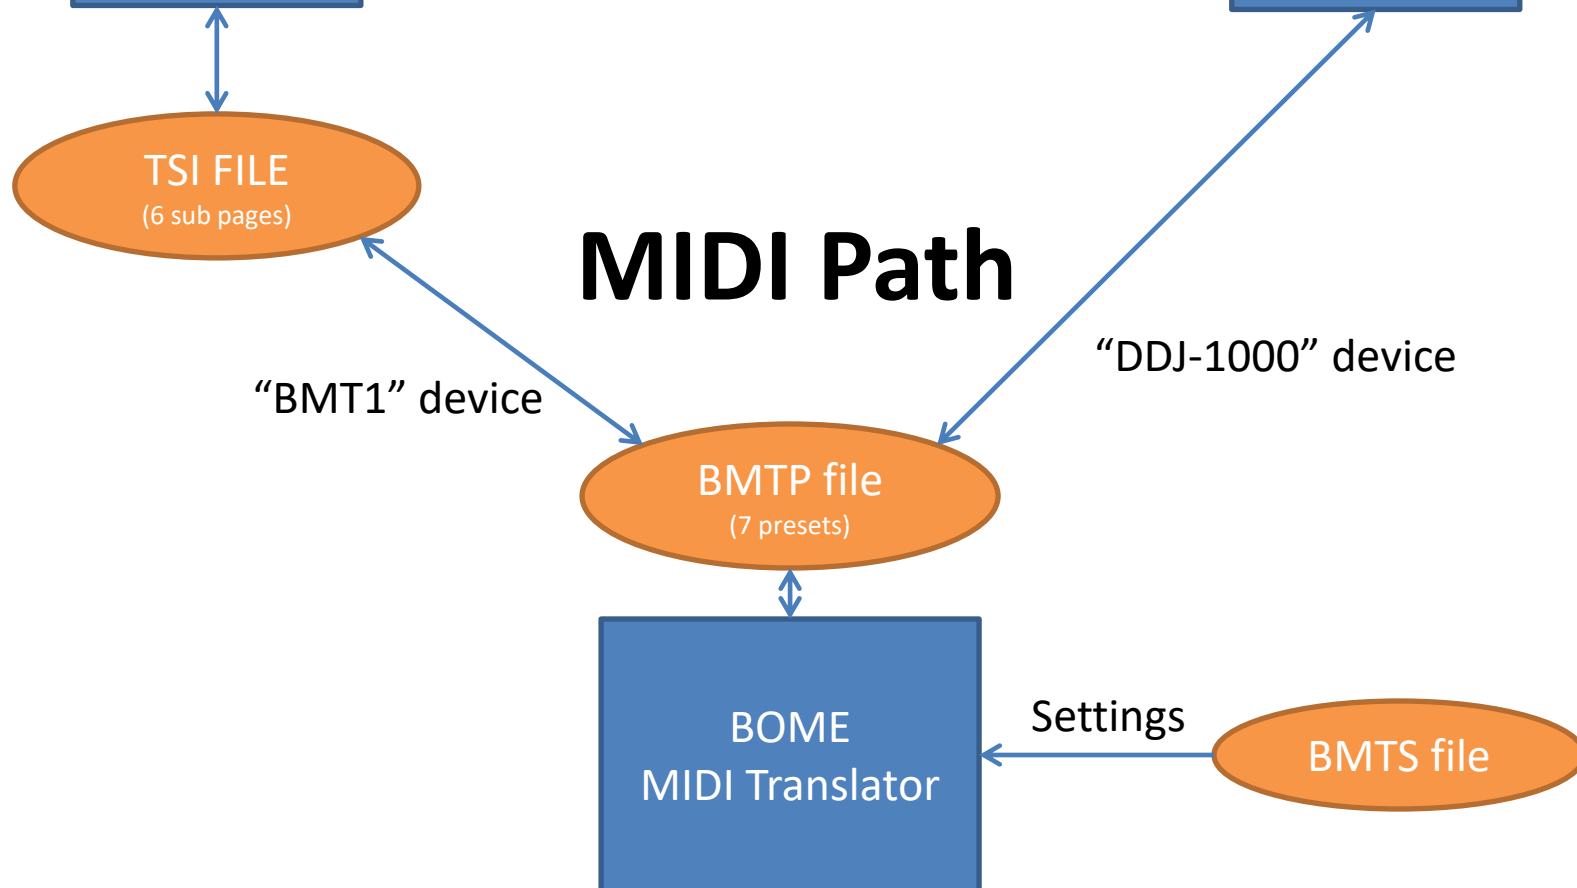 TSI FILE
(6 sub pages)
MIDI Path
“DDJ-1000” device
“BMT1” device
BMTP file
(7 presets)
BOME
MIDI Translator
Settings
BMTS file